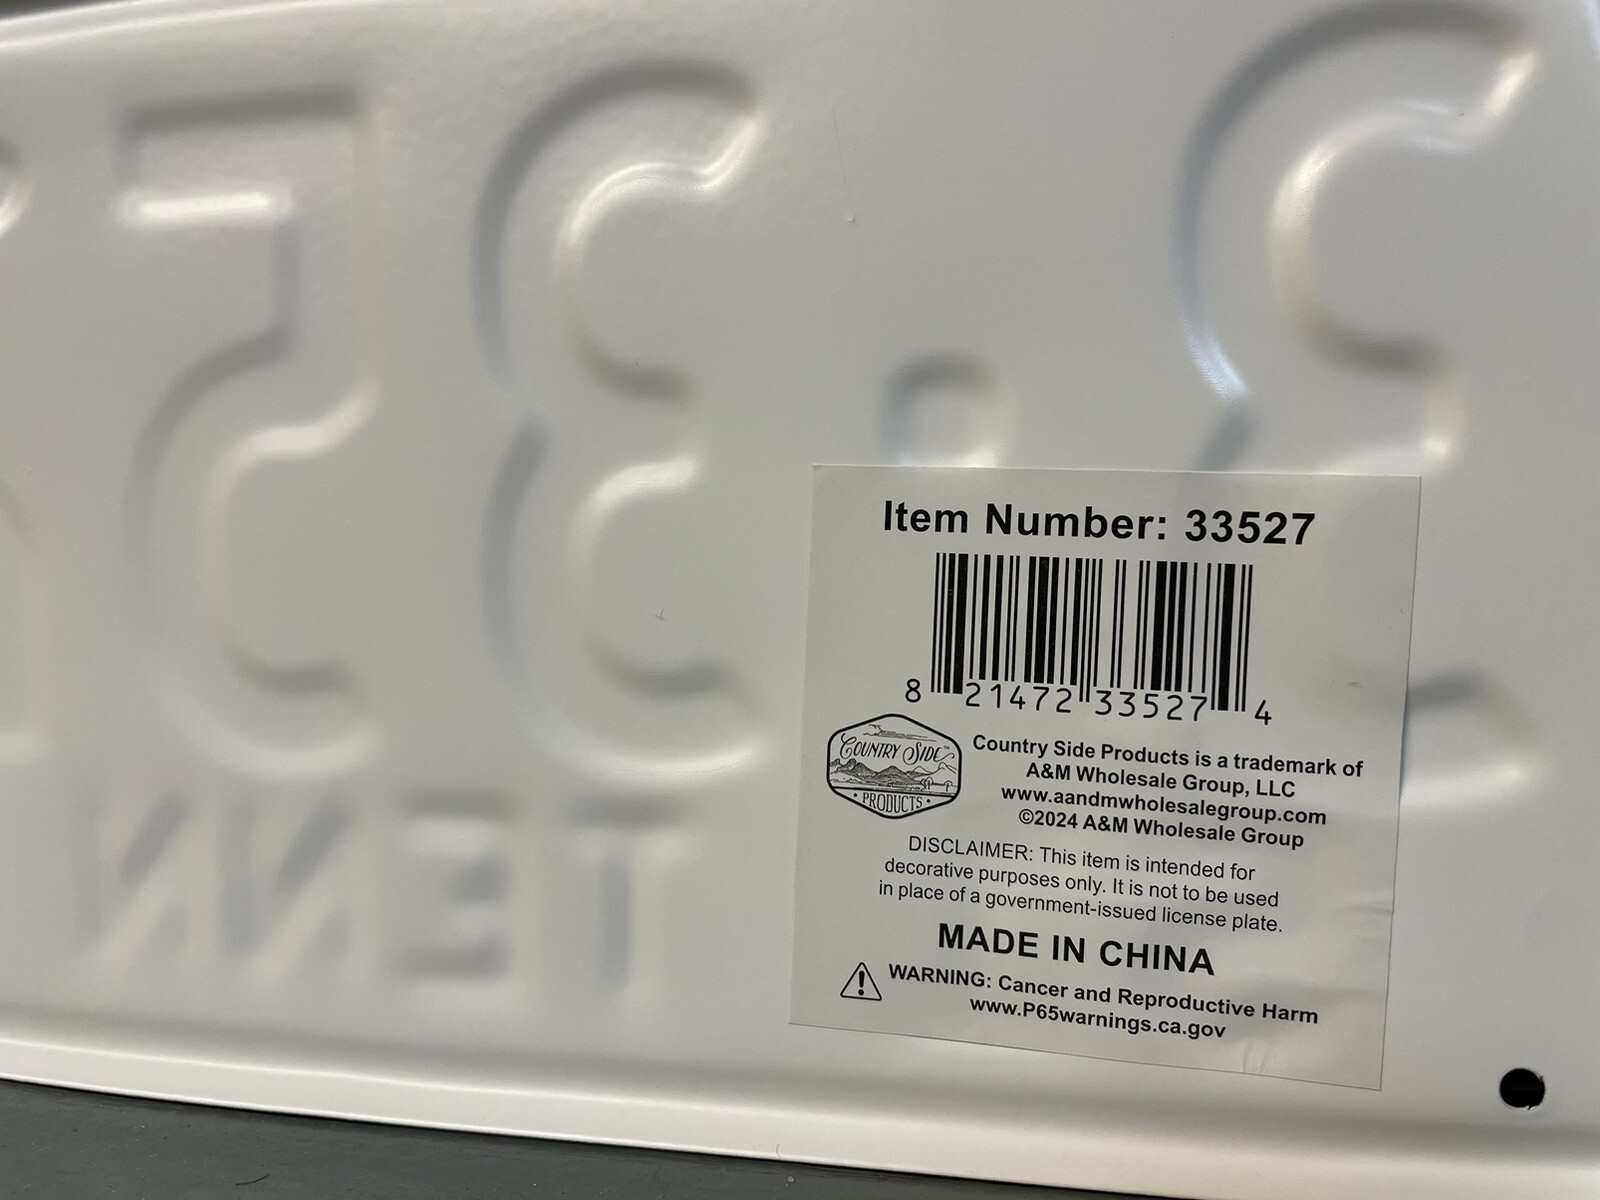 Item Number: 33527
8 21472 33527 4
COUNTRY SIDE™
• PRODUCTS •
Country Side Products is a trademark of
A&M Wholesale Group, LLC
www.aandmwholesalegroup.com
©2024 A&M Wholesale Group
DISCLAIMER: This item is intended for
decorative purposes only. It is not to be used
in place of a government-issued license plate.
MADE IN CHINA
WARNING: Cancer and Reproductive Harm
www.P65warnings.ca.gov